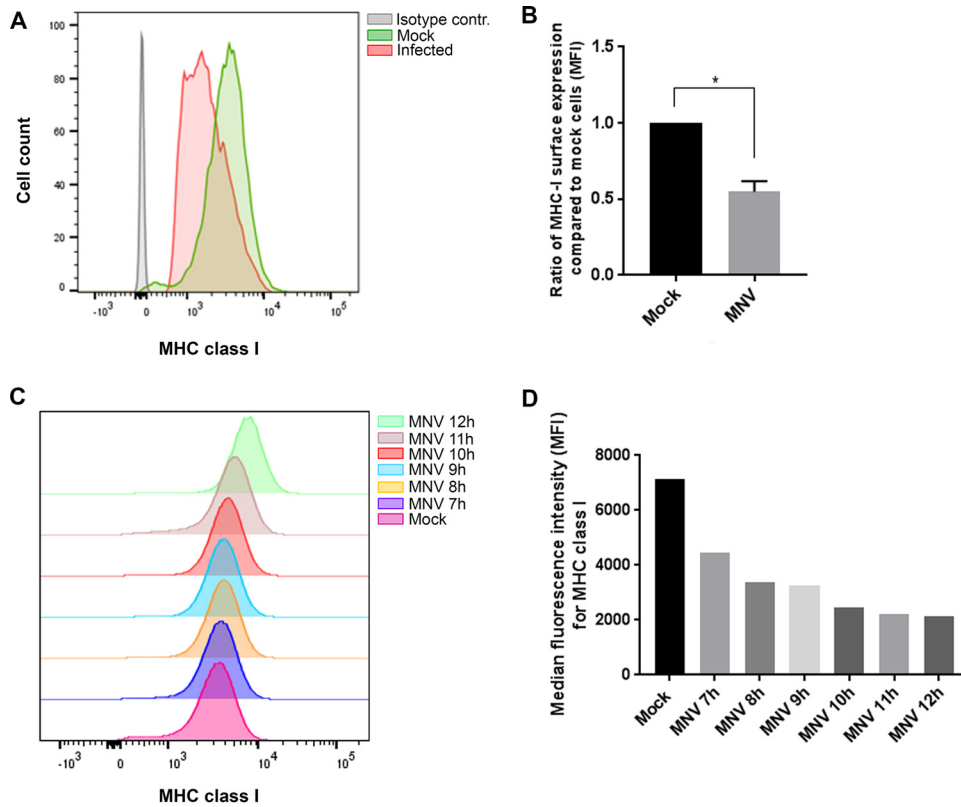 A
Isotype contr.
Mock
Infected
Cell count
100
80
60
40
20
0
-10³ 0 10³ 10⁴ 10⁵
MHC class I
B
Ratio of MHC-I surface expression
compared to mock cells (MFI)
1.5
1.0
0.5
0.0
*
Mock MNV
C
MNV 12h
MNV 11h
MNV 10h
MNV 9h
MNV 8h
MNV 7h
Mock
-10³ 0 10³ 10⁴ 10⁵
MHC class I
D
Median fluorescence intensity (MFI)
for MHC class I
8000
6000
4000
2000
0
Mock MNV 7h MNV 8h MNV 9h MNV 10h MNV 11h MNV 12h